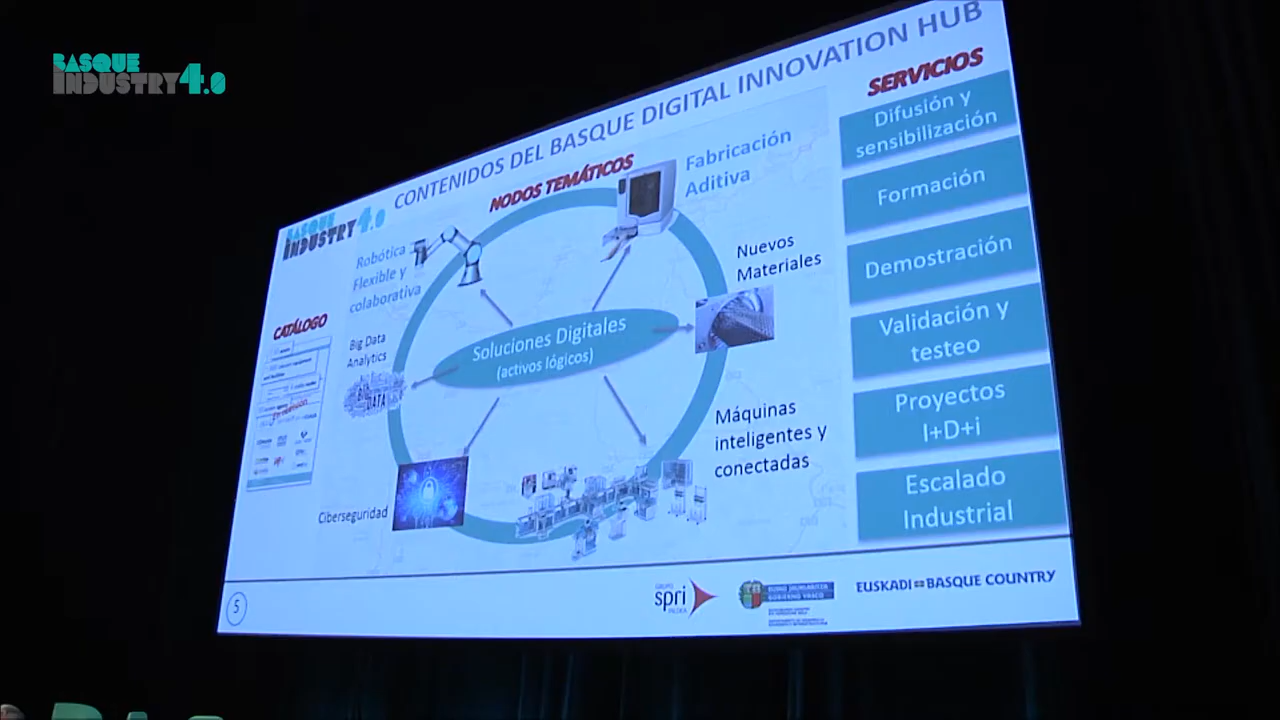 BASQUE
INDUSTRY 4.0
CONTENIDOS DEL BASQUE DIGITAL INNOVATION HUB
BASQUE
INDUSTRY 4.0
NODOS TEMÁTICOS
SERVICIOS
Difusión y
sensibilización
Formación
Demostración
Validación y
testeo
Proyectos
I+D+i
Escalado
Industrial
Fabricación
Aditiva
Nuevos
Materiales
Máquinas
inteligentes y
conectadas
Robótica
Flexible y
colaborativa
Big Data
Analytics
BIG
DATA
Ciberseguridad
Soluciones Digitales
(activos lógicos)
CATÁLOGO
5
GRUPO
spri
TALDEA
EUSKO JAURLARITZA
GOBIERNO VASCO
EUSKADI BASQUE COUNTRY